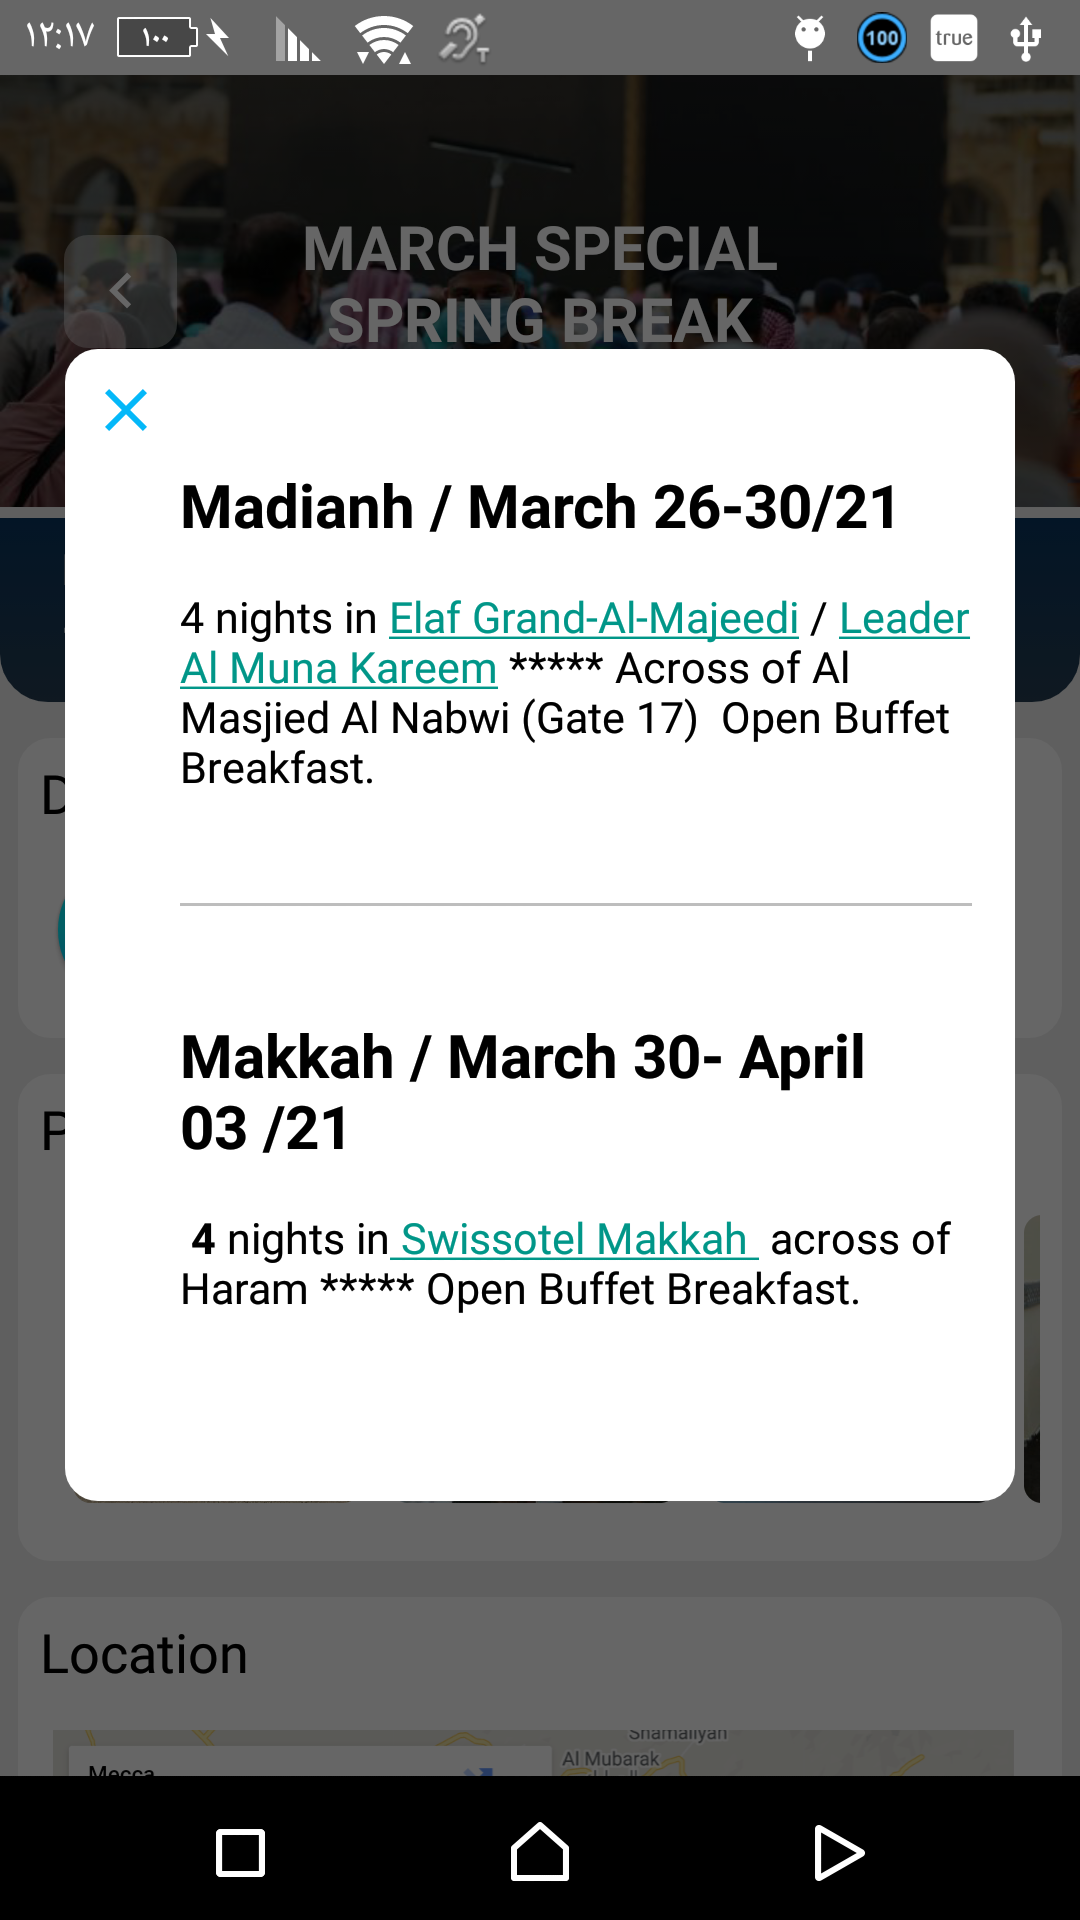 ١٢:١٧ ١٠٠ T 100 true
MARCH SPECIAL
SPRING BREAK
Madianh / March 26-30/21
4 nights in Elaf Grand-Al-Majeedi / Leader
Al Muna Kareem ***** Across of Al
Masjied Al Nabwi (Gate 17)  Open Buffet
Breakfast.
D
Makkah / March 30- April
03 /21
P
4 nights in Swissotel Makkah  across of
Haram ***** Open Buffet Breakfast.
Location
Shamaliyah
Al Mubarak
Mecca